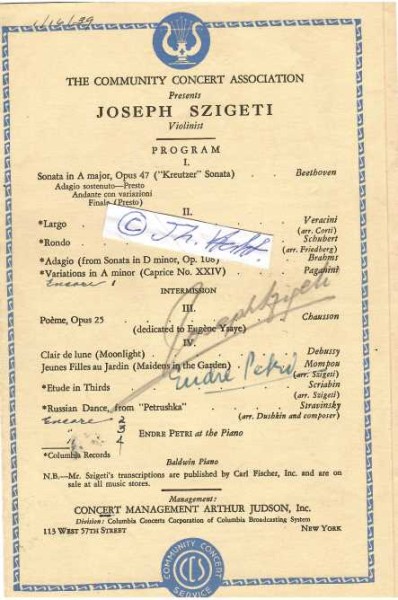 1/16/39
THE COMMUNITY CONCERT ASSOCIATION
Presents
JOSEPH SZIGETI
Violinist
PROGRAM
I.
Sonata in A major, Opus 47 ("Kreutzer" Sonata) Beethoven
Adagio sostenuto—Presto
Andante con variazioni
Finale (Presto)
II.
*Largo Veracini
(arr. Corti)
*Rondo Schubert
(arr. Friedberg)
*Adagio (from Sonata in D minor, Op. 108) Brahms
*Variations in A minor (Caprice No. XXIV) Paganini
Encore 1
INTERMISSION
Joseph Szigeti
III.
Poème, Opus 25 Chausson
(dedicated to Eugène Ysaye)
IV.
Clair de lune (Moonlight) Debussy
Jeunes Filles au Jardin (Maidens in the Garden) Mompou
(arr. Szigeti)
Endre Petri
*Etude in Thirds Scriabin
(arr. Szigeti)
*Russian Dance, from "Petrushka" Stravinsky
(arr. Dushkin and composer)
Encore 2
3
4
ENDRE PETRI at the Piano
*Columbia Records
Baldwin Piano
N.B.—Mr. Szigeti's transcriptions are published by Carl Fischer, Inc. and are on
sale at all music stores.
Management:
CONCERT MANAGEMENT ARTHUR JUDSON, Inc.
Division: Columbia Concerts Corporation of Columbia Broadcasting System
113 WEST 57TH STREET NEW YORK
COMMUNITY CONCERT
CCS
SERVICE